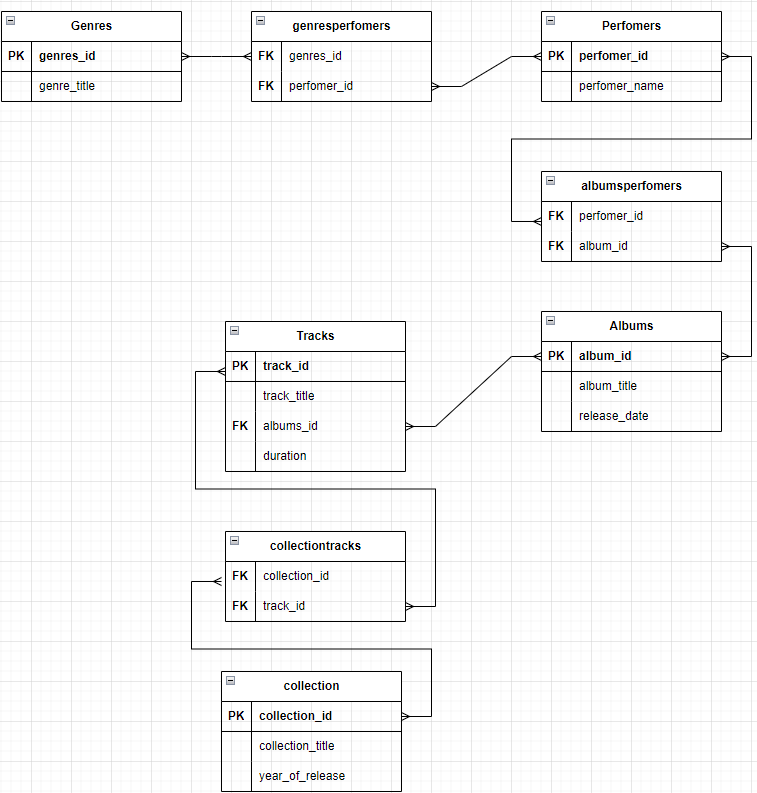 Genres
PK genres_id
genre_title
genresperfomers
FK genres_id
FK perfomer_id
Perfomers
PK perfomer_id
perfomer_name
albumsperfomers
FK perfomer_id
FK album_id
Albums
PK album_id
album_title
release_date
Tracks
PK track_id
track_title
FK albums_id
duration
collectiontracks
FK collection_id
FK track_id
collection
PK collection_id
collection_title
year_of_release